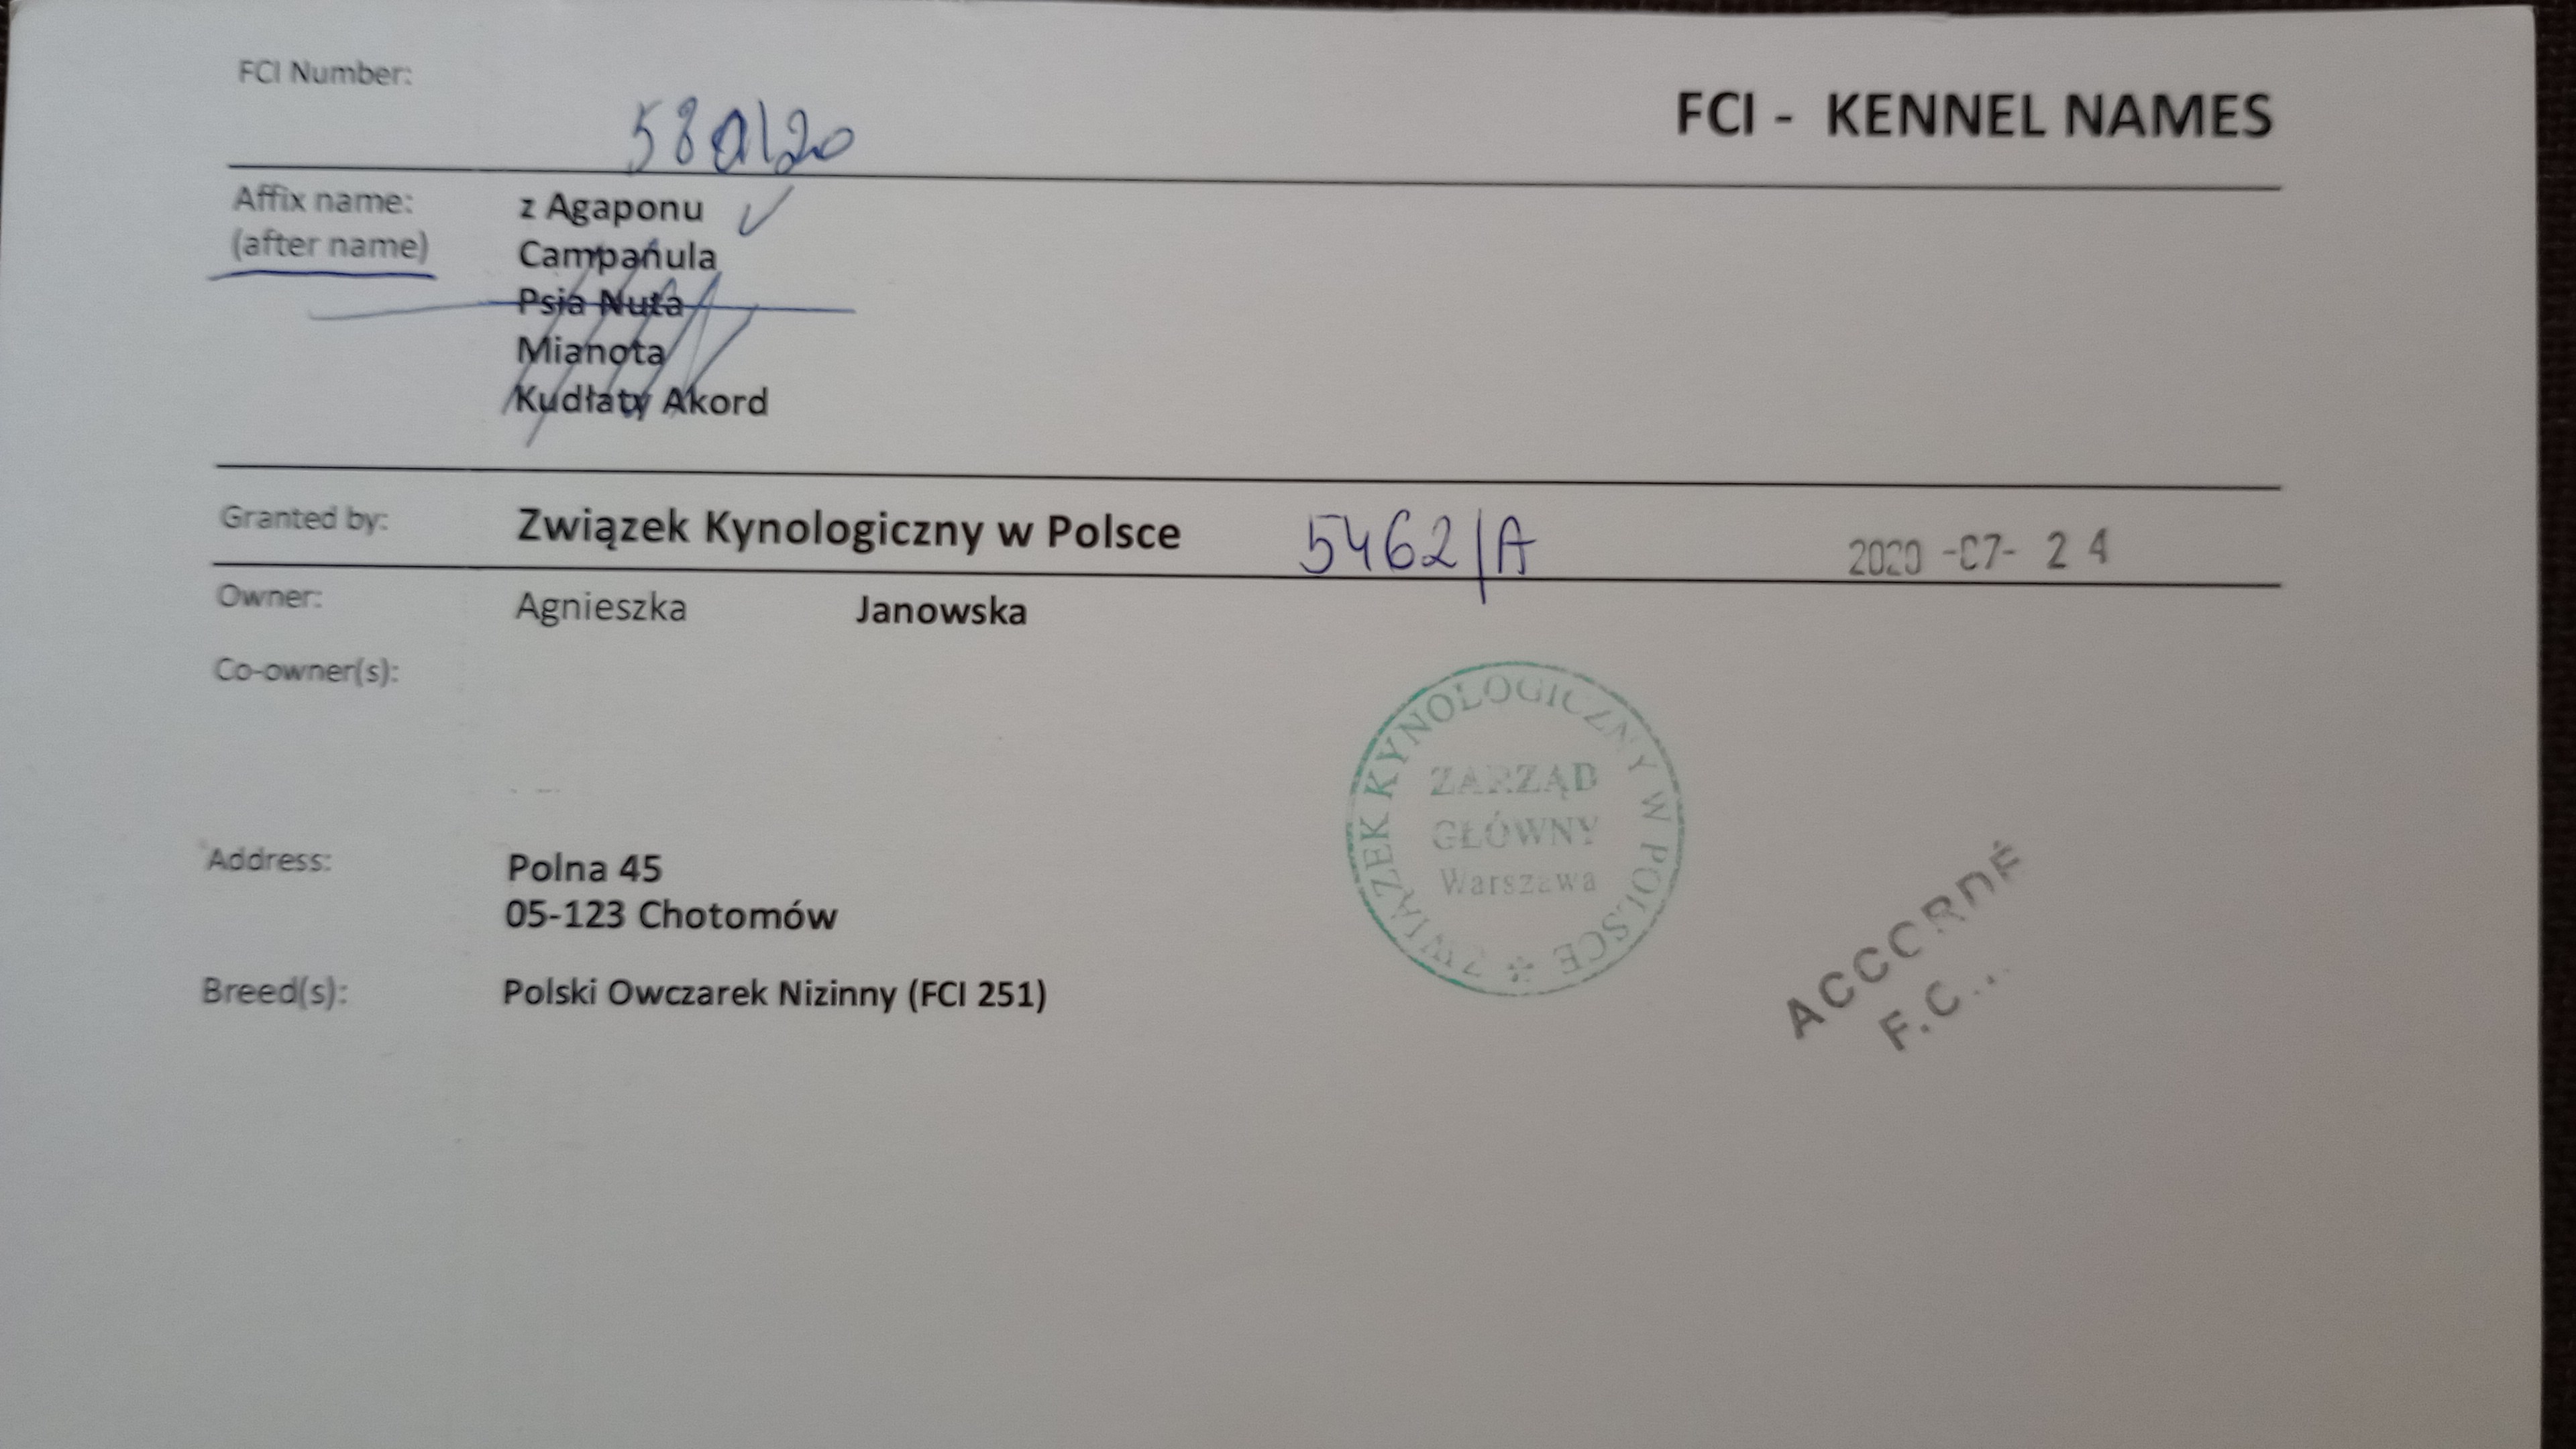 FCI Number:
FCI - KENNEL NAMES
Affix name: z Agaponu
(after name) Campańula
Psia Nuta
Mianota
Kudłaty Akord
Granted by: Związek Kynologiczny w Polsce 5462/A 2020 -07- 24
Owner: Agnieszka Janowska
Co-owner(s):
ZWIĄZEK KYNOLOGICZNY W POLSCE
ZARZĄD
GŁÓWNY
Warszawa
Address: Polna 45
05-123 Chotomów
ACCORDÉ
Breed(s): Polski Owczarek Nizinny (FCI 251)